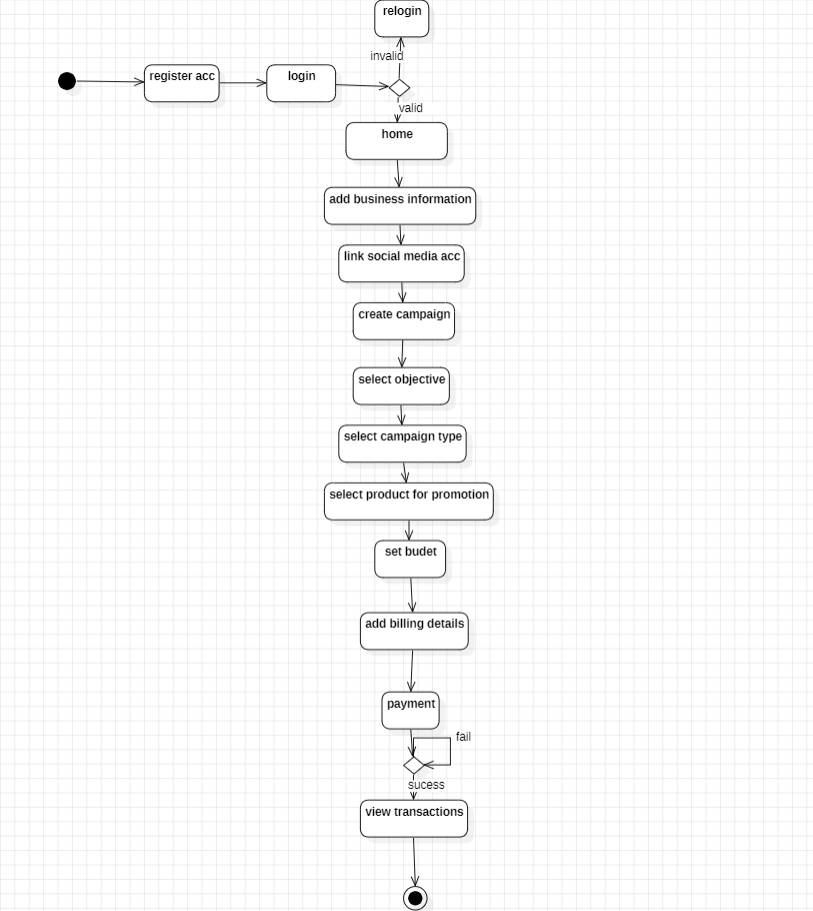 relogin
invalid
register acc
login
valid
home
add business information
link social media acc
create campaign
select objective
select campaign type
select product for promotion
set budet
add billing details
payment
fail
sucess
view transactions